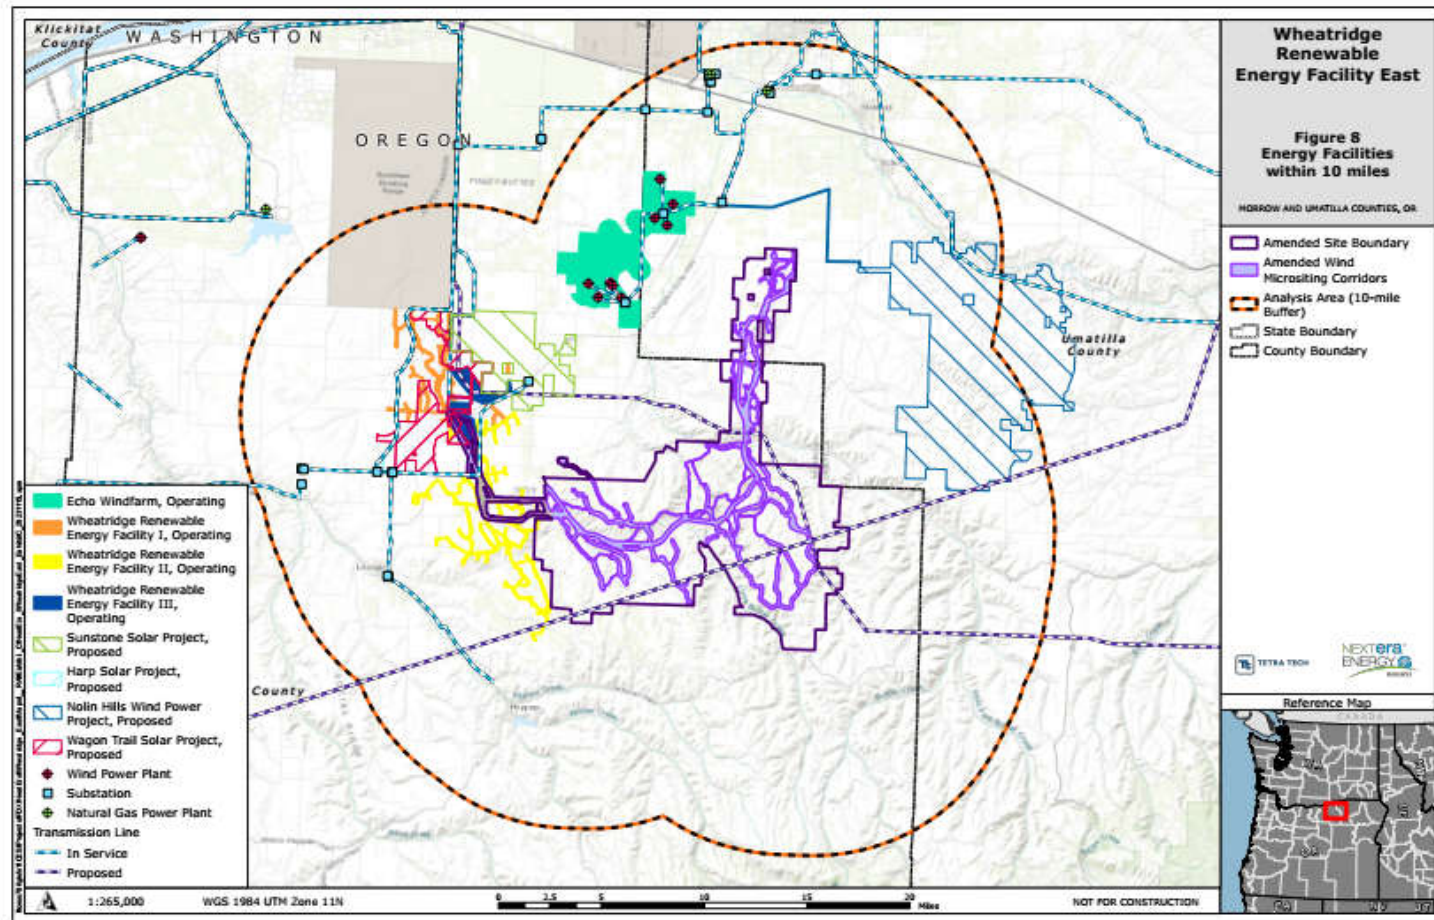 Klickitat
County
WASHINGTON
OREGON
Umatilla
County
County
Echo Windfarm, Operating
Wheatridge Renewable
Energy Facility I, Operating
Wheatridge Renewable
Energy Facility II, Operating
Wheatridge Renewable
Energy Facility III,
Operating
Sunstone Solar Project,
Proposed
Harp Solar Project,
Proposed
Nolin Hills Wind Power
Project, Proposed
Wagon Trail Solar Project,
Proposed
Wind Power Plant
Substation
Natural Gas Power Plant
Transmission Line
In Service
Proposed
1:265,000
WGS 1984 UTM Zone 11N
0 2.5 5 10 15 20
Miles
NOT FOR CONSTRUCTION
Wheatridge
Renewable
Energy Facility East
Figure 8
Energy Facilities
within 10 miles
MORROW AND UMATILLA COUNTIES, OR
Amended Site Boundary
Amended Wind
Micrositing Corridors
Analysis Area (10-mile
Buffer)
State Boundary
County Boundary
TETRA TECH
NEXTera
ENERGY
Reference Map
CANADA